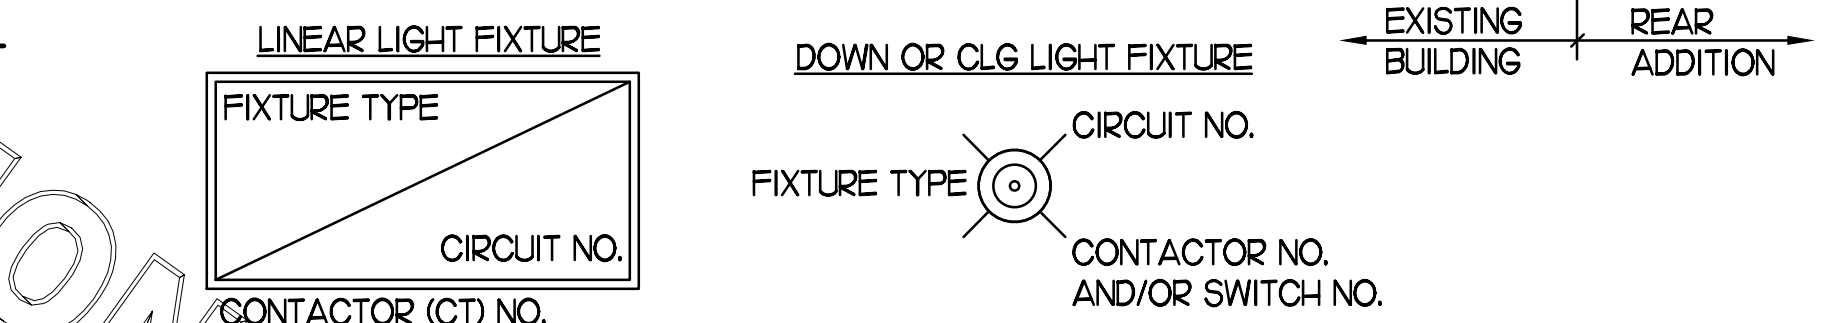 LINEAR LIGHT FIXTURE
FIXTURE TYPE
CIRCUIT NO.
CONTACTOR (CT) NO.
DOWN OR CLG LIGHT FIXTURE
CIRCUIT NO.
FIXTURE TYPE
CONTACTOR NO.
AND/OR SWITCH NO.
EXISTING
BUILDING
REAR
ADDITION